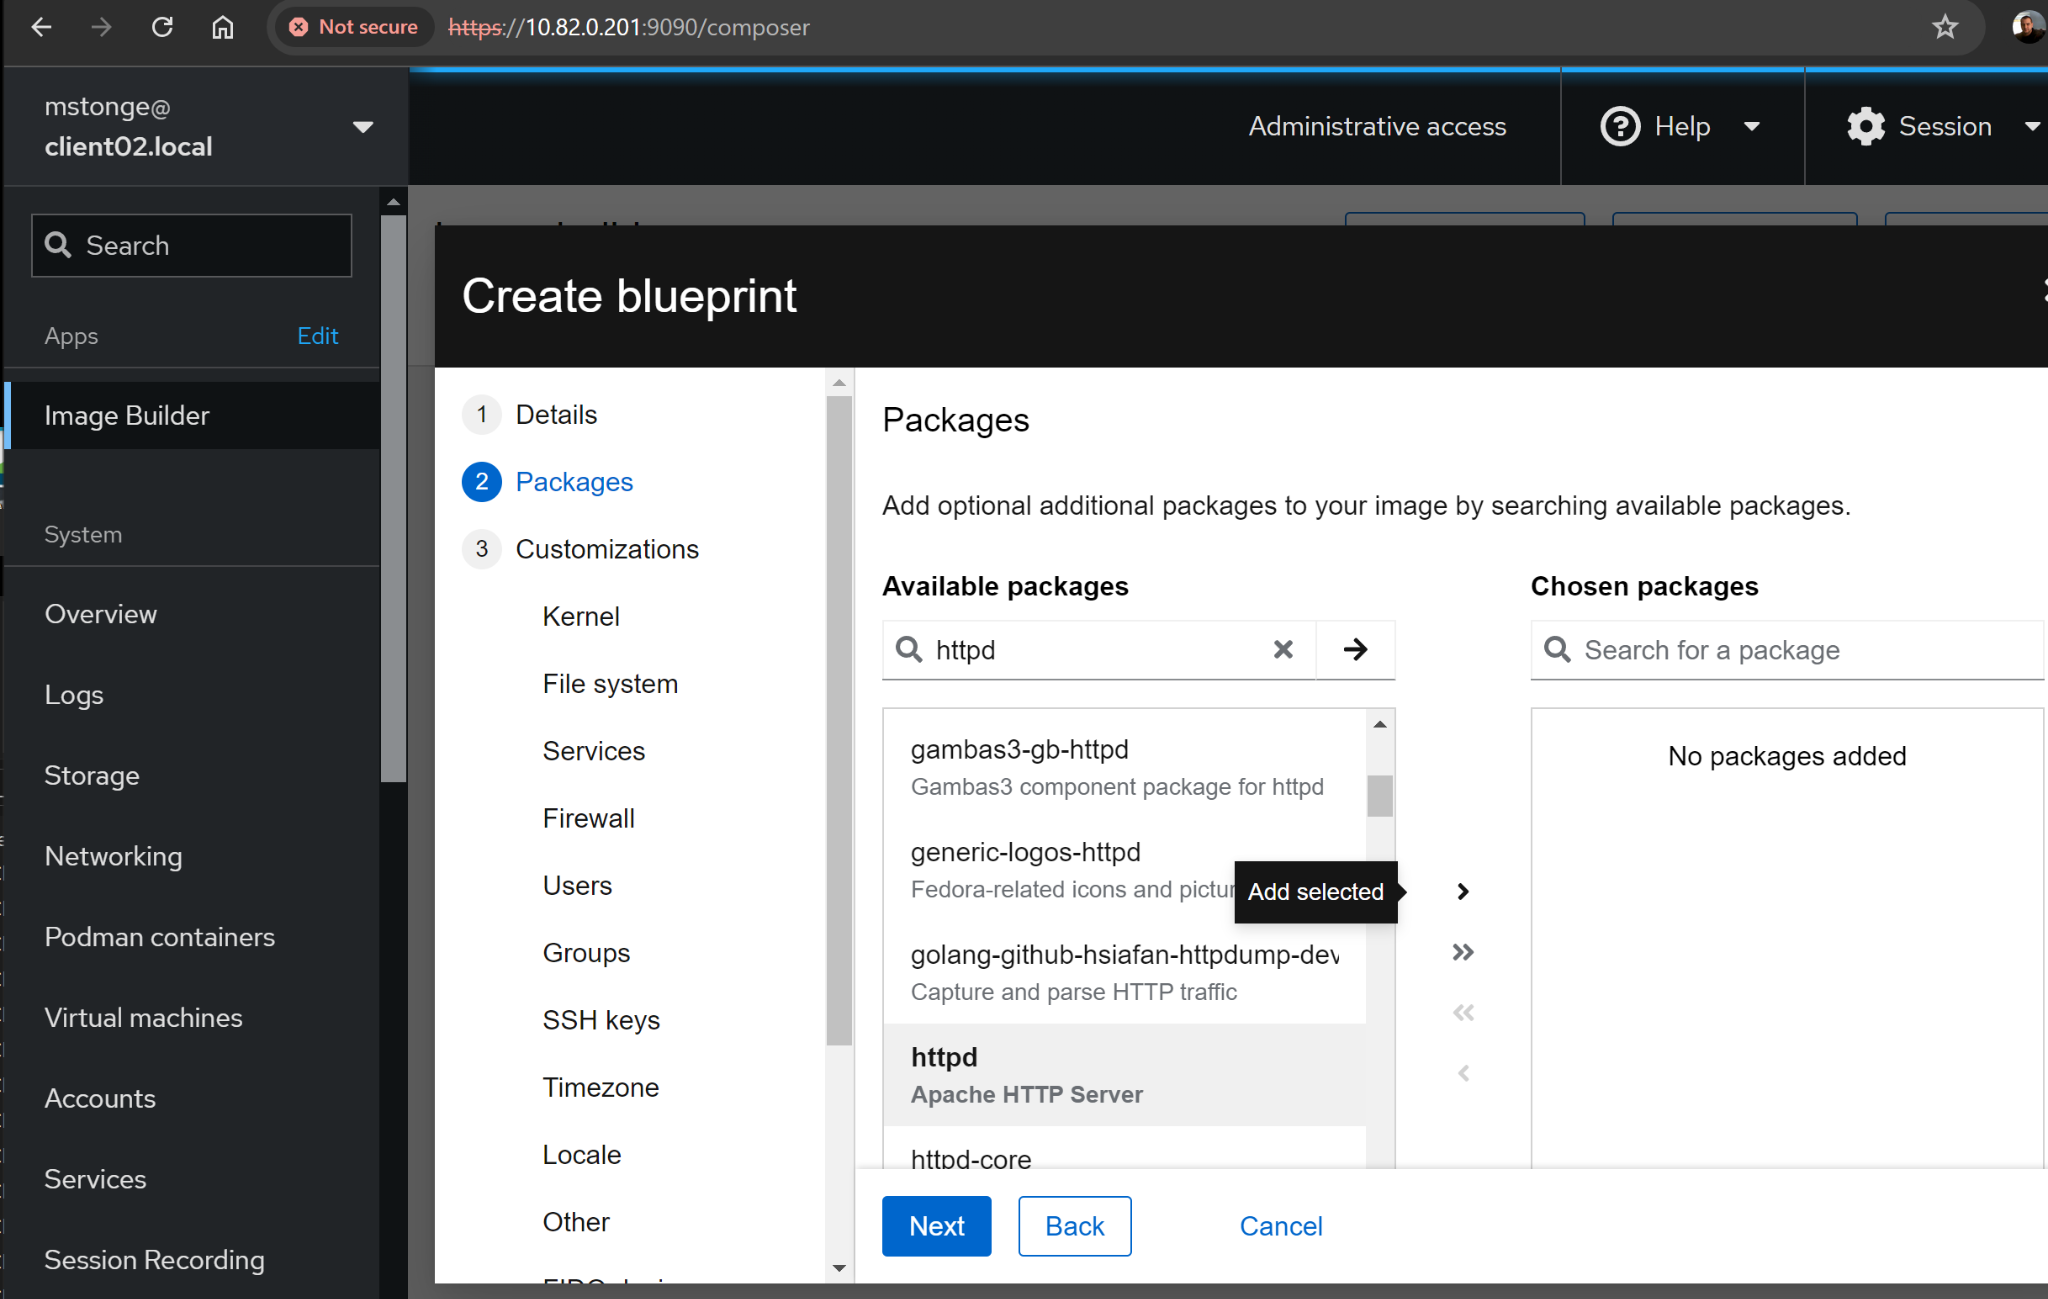 Not secure https://10.82.0.201:9090/composer
mstonge@
client02.local
Administrative access
Help
Session
Search
Apps
Edit
Image Builder
System
Overview
Logs
Storage
Networking
Podman containers
Virtual machines
Accounts
Services
Session Recording
Create blueprint
1 Details
2 Packages
3 Customizations
Kernel
File system
Services
Firewall
Users
Groups
SSH keys
Timezone
Locale
Other
Packages
Add optional additional packages to your image by searching available packages.
Available packages
httpd
gambas3-gb-httpd
Gambas3 component package for httpd
generic-logos-httpd
Fedora-related icons and pictur
Add selected
golang-github-hsiafan-httpdump-dev
Capture and parse HTTP traffic
httpd
Apache HTTP Server
httpd-core
Chosen packages
Search for a package
No packages added
Next
Back
Cancel